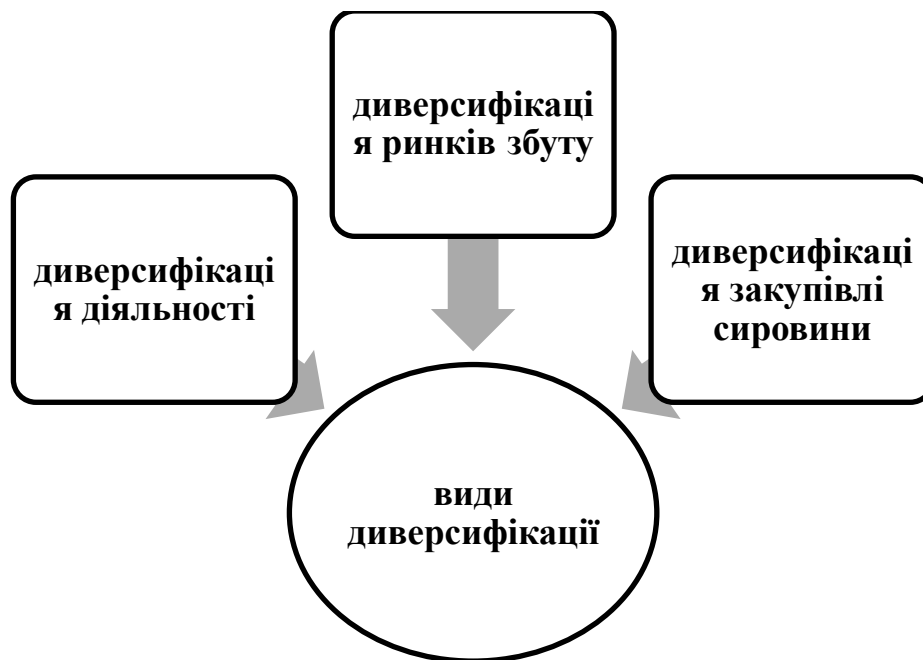 диверсифікаці
я ринків збуту
диверсифікаці
я діяльності
диверсифікаці
я закупівлі
сировини
види
диверсифікації